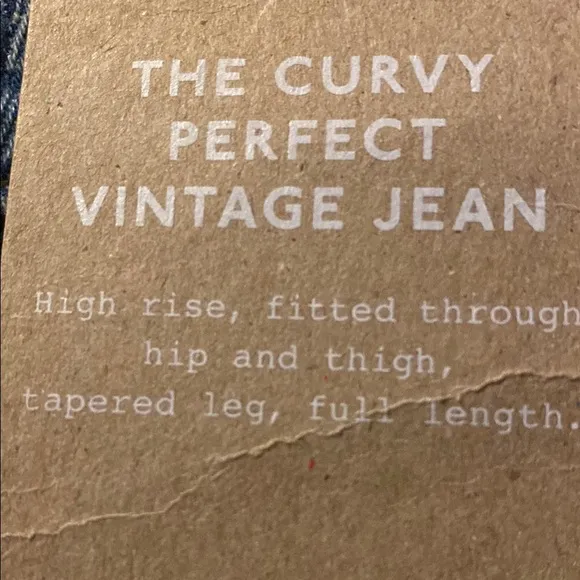 THE CURVY
PERFECT
VINTAGE JEAN
High rise, fitted through
hip and thigh,
tapered leg, full length.